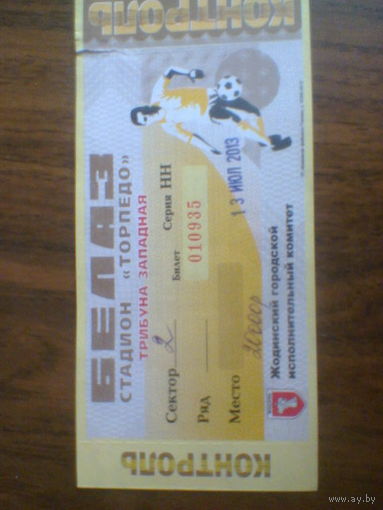 КОНТРОЛЬ
БЕЛАЗ
СТАДИОН «ТОРПЕДО»
ТРИБУНА ЗАПАДНАЯ
Билет Серия НН
010935
Сектор 2
Ряд
Место
13 ИЮЛ 2013
Жодинский городской
исполнительный комитет
КОНТРОЛЬ
www.ay.by